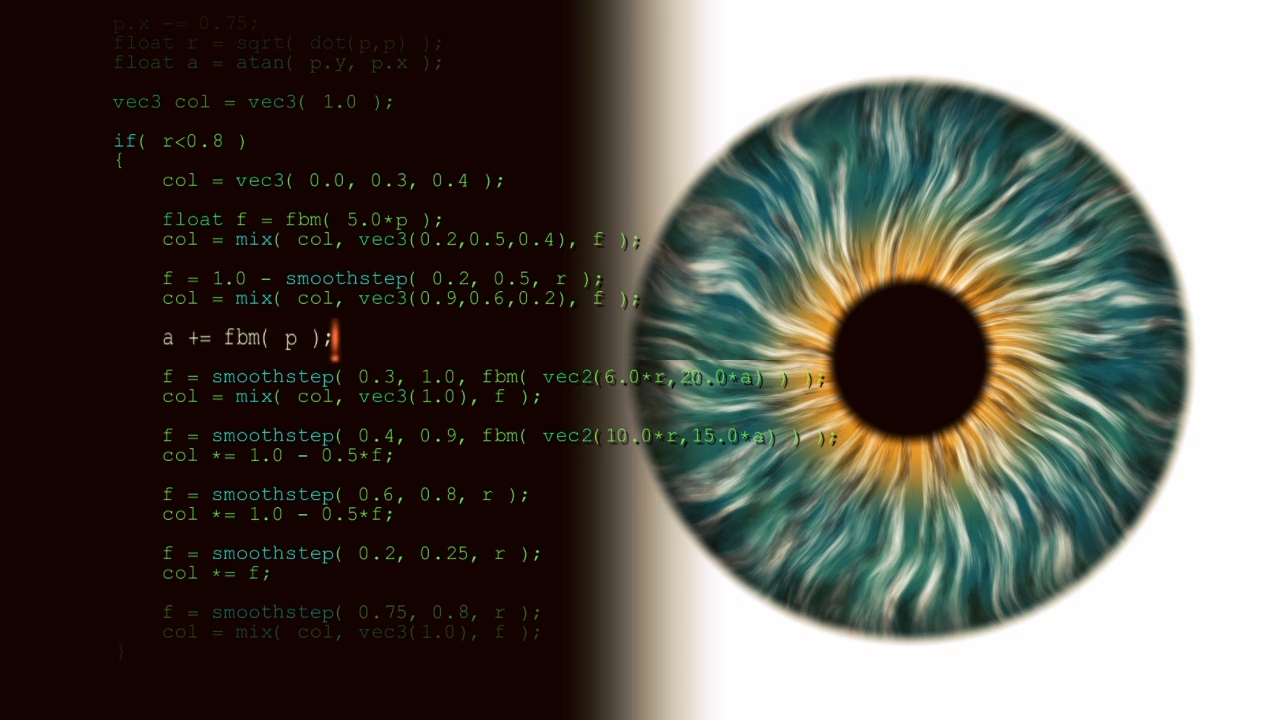 p.x -= 0.75;
float r = sqrt( dot(p,p) );
float a = atan( p.y, p.x );
vec3 col = vec3( 1.0 );
if( r<0.8 )
{
col = vec3( 0.0, 0.3, 0.4 );
float f = fbm( 5.0*p );
col = mix( col, vec3(0.2,0.5,0.4), f );
f = 1.0 - smoothstep( 0.2, 0.5, r );
col = mix( col, vec3(0.9,0.6,0.2), f );
a += fbm( p );
f = smoothstep( 0.3, 1.0, fbm( vec2(6.0*r,20.0*a) ) );
col = mix( col, vec3(1.0), f );
f = smoothstep( 0.4, 0.9, fbm( vec2(10.0*r,15.0*a) ) );
col *= 1.0 - 0.5*f;
f = smoothstep( 0.6, 0.8, r );
col *= 1.0 - 0.5*f;
f = smoothstep( 0.2, 0.25, r );
col *= f;
f = smoothstep( 0.75, 0.8, r );
col = mix( col, vec3(1.0), f );
}